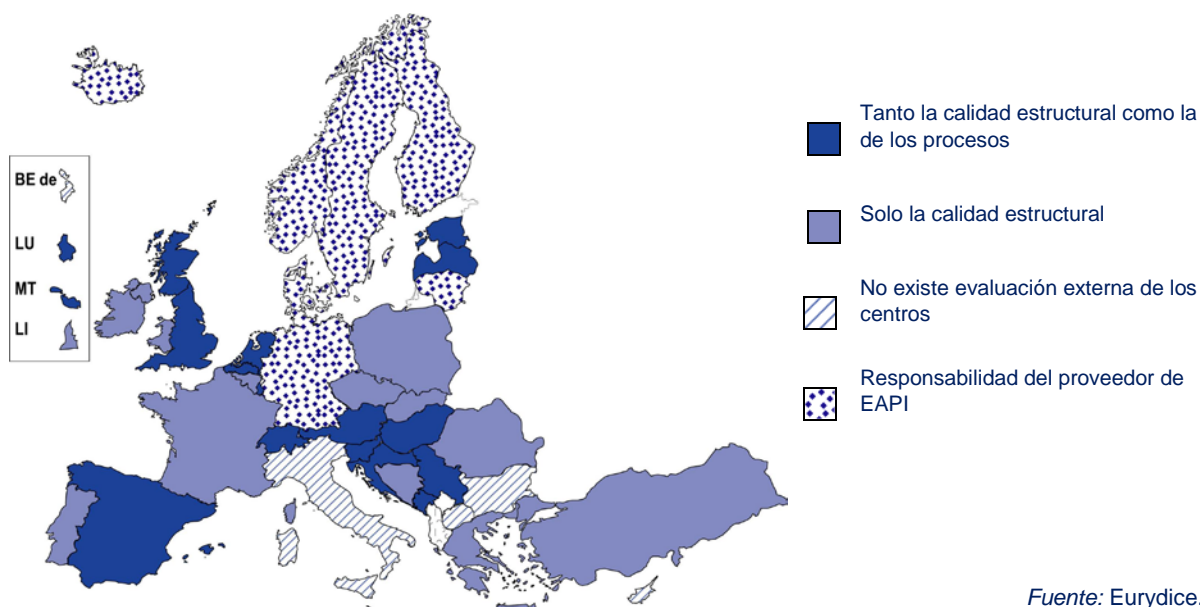 BE de
LU
MT
LI
Tanto la calidad estructural como la
de los procesos
Solo la calidad estructural
No existe evaluación externa de los
centros
Responsabilidad del proveedor de
EAPI
Fuente: Eurydice.